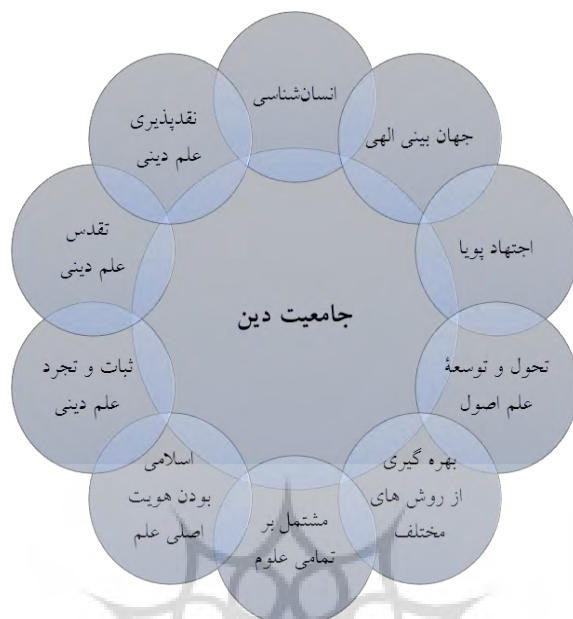 انسان‌شناسی
جهان بینی الهی
اجتهاد پویا
تحول و توسعۀ
علم اصول
بهره گیری
از روش های
مختلف
مشتمل بر
تمامی علوم
اسلامی
بودن هویت
اصلی علم
ثبات و تجرد
علم دینی
تقدس
علم دینی
نقدپذیری
علم دینی
جامعیت دین